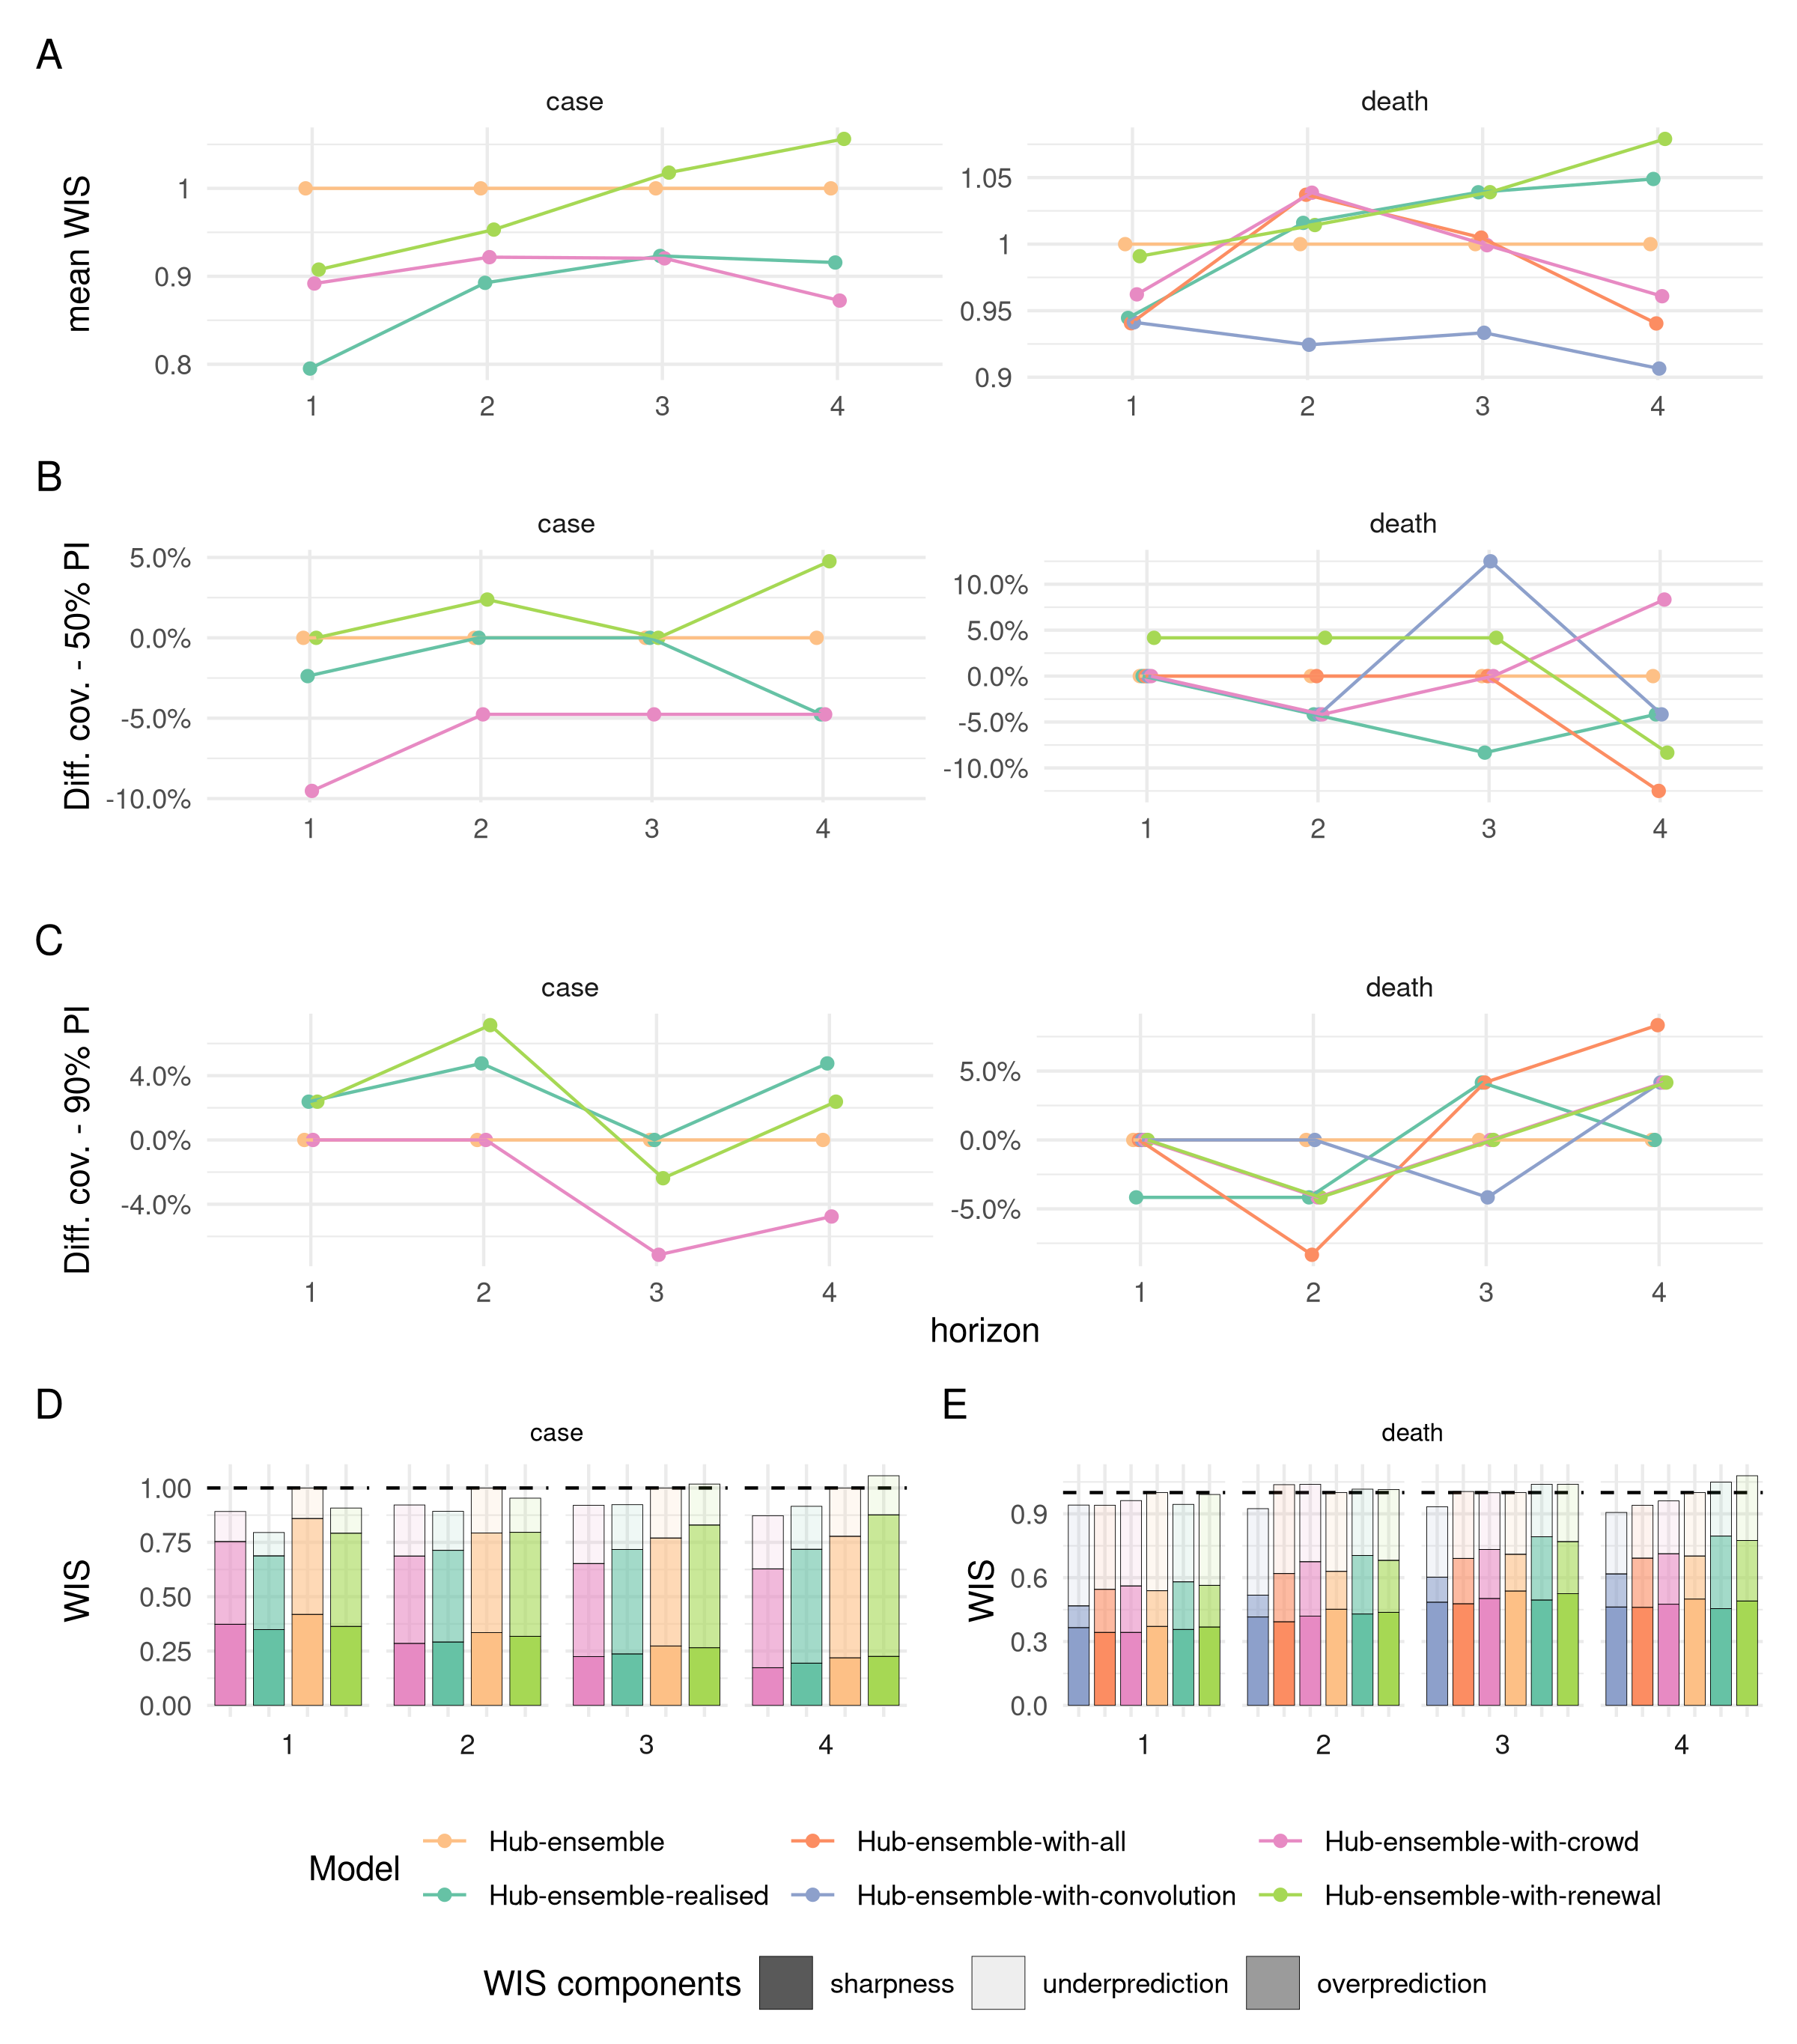 A
case
death
mean WIS
1
0.9
0.8
1.05
1
0.95
0.9
1 2 3 4
1 2 3 4
B
case
death
Diff. cov. - 50% PI
5.0%
0.0%
-5.0%
-10.0%
10.0%
5.0%
0.0%
-5.0%
-10.0%
1 2 3 4
1 2 3 4
C
case
death
Diff. cov. - 90% PI
4.0%
0.0%
-4.0%
5.0%
0.0%
-5.0%
1 2 3 4
1 2 3 4
horizon
D
case
WIS
1.00
0.75
0.50
0.25
0.00
1 2 3 4
E
death
WIS
0.9
0.6
0.3
0.0
1 2 3 4
Model
Hub-ensemble
Hub-ensemble-with-all
Hub-ensemble-with-crowd
Hub-ensemble-realised
Hub-ensemble-with-convolution
Hub-ensemble-with-renewal
WIS components
sharpness
underprediction
overprediction